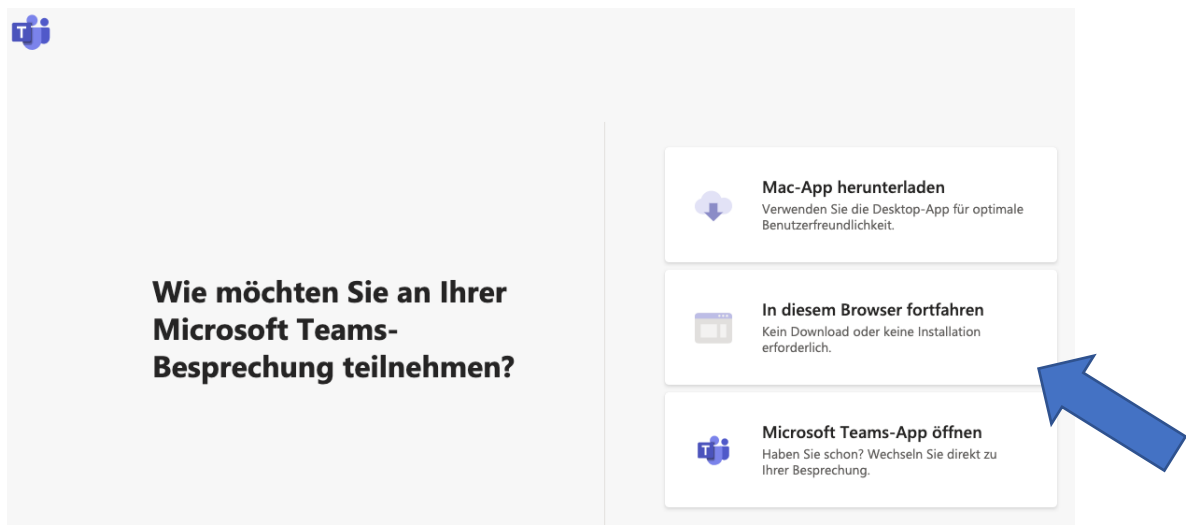 Wie möchten Sie an Ihrer
Microsoft Teams-
Besprechung teilnehmen?
Mac-App herunterladen
Verwenden Sie die Desktop-App für optimale
Benutzerfreundlichkeit.
In diesem Browser fortfahren
Kein Download oder keine Installation
erforderlich.
Microsoft Teams-App öffnen
Haben Sie schon? Wechseln Sie direkt zu
Ihrer Besprechung.